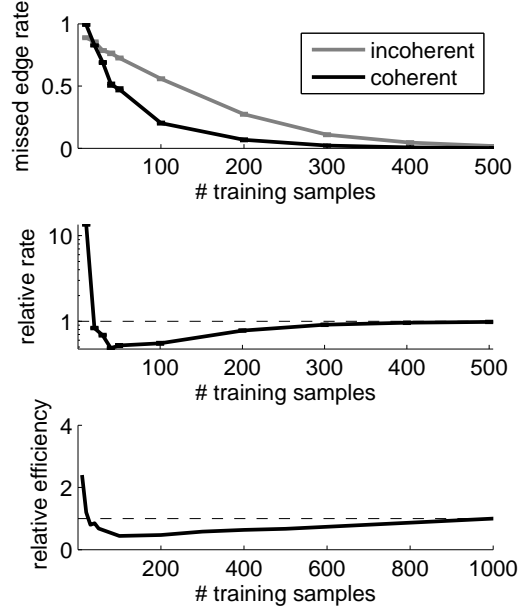 missed edge rate
1
0.5
0
incoherent
coherent
100 200 300 400 500
# training samples
relative rate
10
1
100 200 300 400 500
# training samples
relative efficiency
4
2
0
200 400 600 800 1000
# training samples